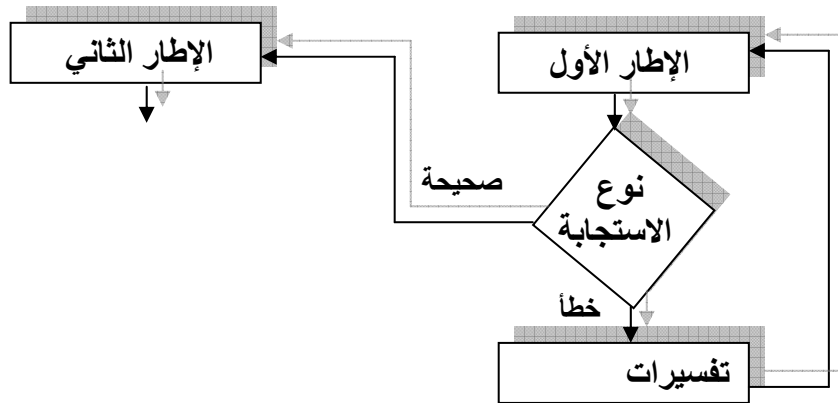 الإطار الأول
الإطار الثاني
نوع
الاستجابة
صحيحة
خطأ
تفسيرات